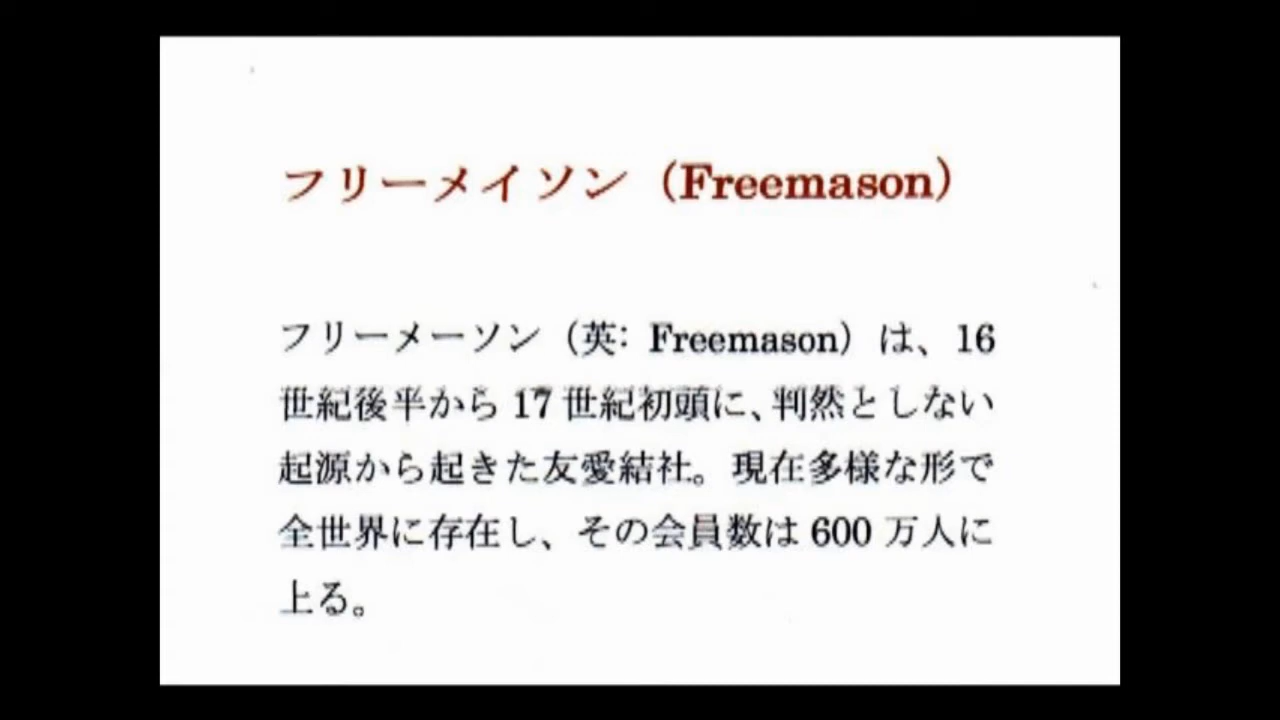 フリーメイソン（Freemason）
フリーメーソン（英: Freemason）は、16
世紀後半から 17 世紀初頭に、判然としない
起源から起きた友愛結社。現在多様な形で
全世界に存在し、その会員数は 600 万人に
上る。